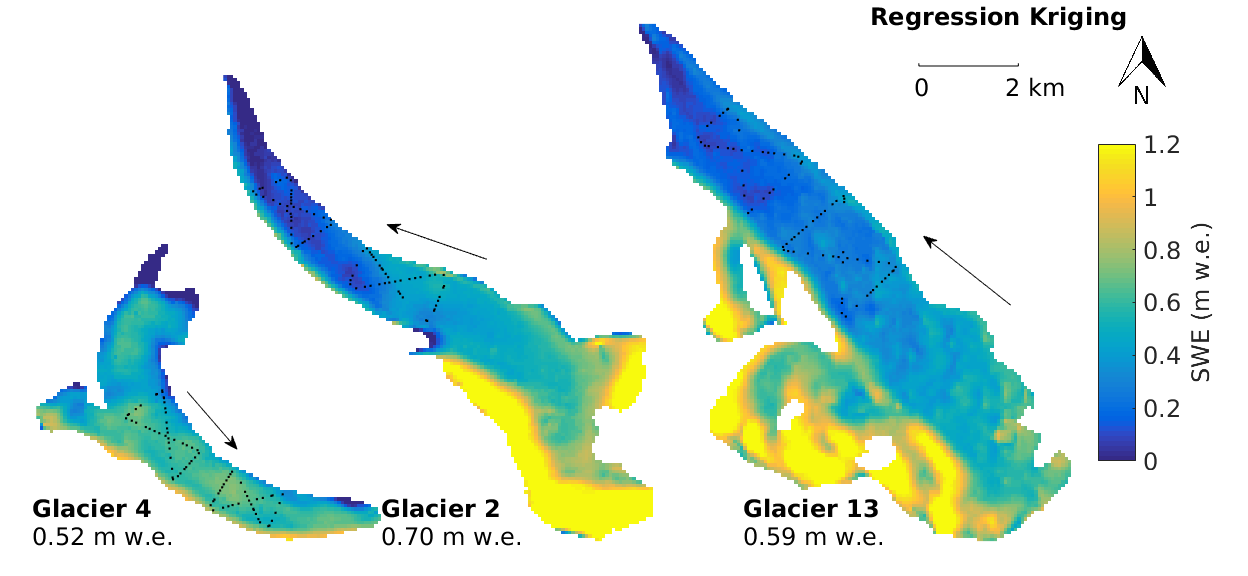 Regression Kriging
0 2 km
N
1.2
1
0.8
0.6
0.4
0.2
0
SWE (m w.e.)
Glacier 4
0.52 m w.e.
Glacier 2
0.70 m w.e.
Glacier 13
0.59 m w.e.